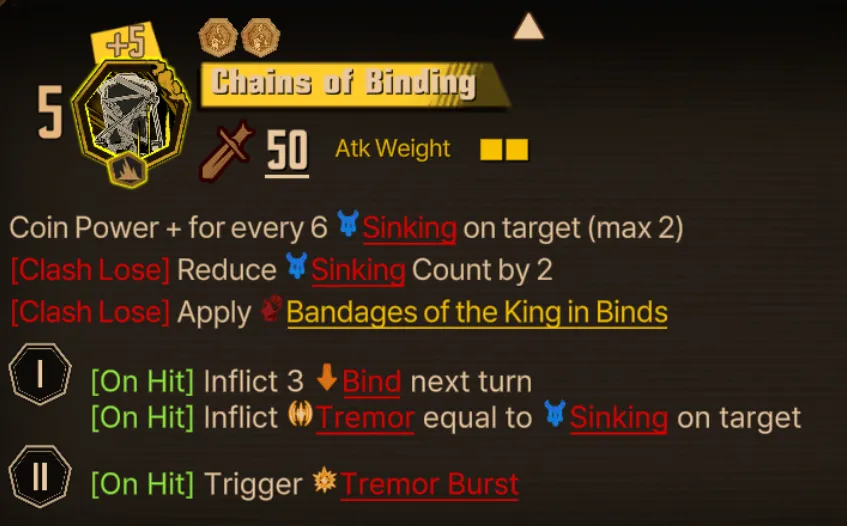 +5
5
Chains of Binding
50 Atk Weight
Coin Power + for every 6 Sinking on target (max 2)
[Clash Lose] Reduce Sinking Count by 2
[Clash Lose] Apply Bandages of the King in Binds
I
[On Hit] Inflict 3 Bind next turn
[On Hit] Inflict Tremor equal to Sinking on target
II
[On Hit] Trigger Tremor Burst